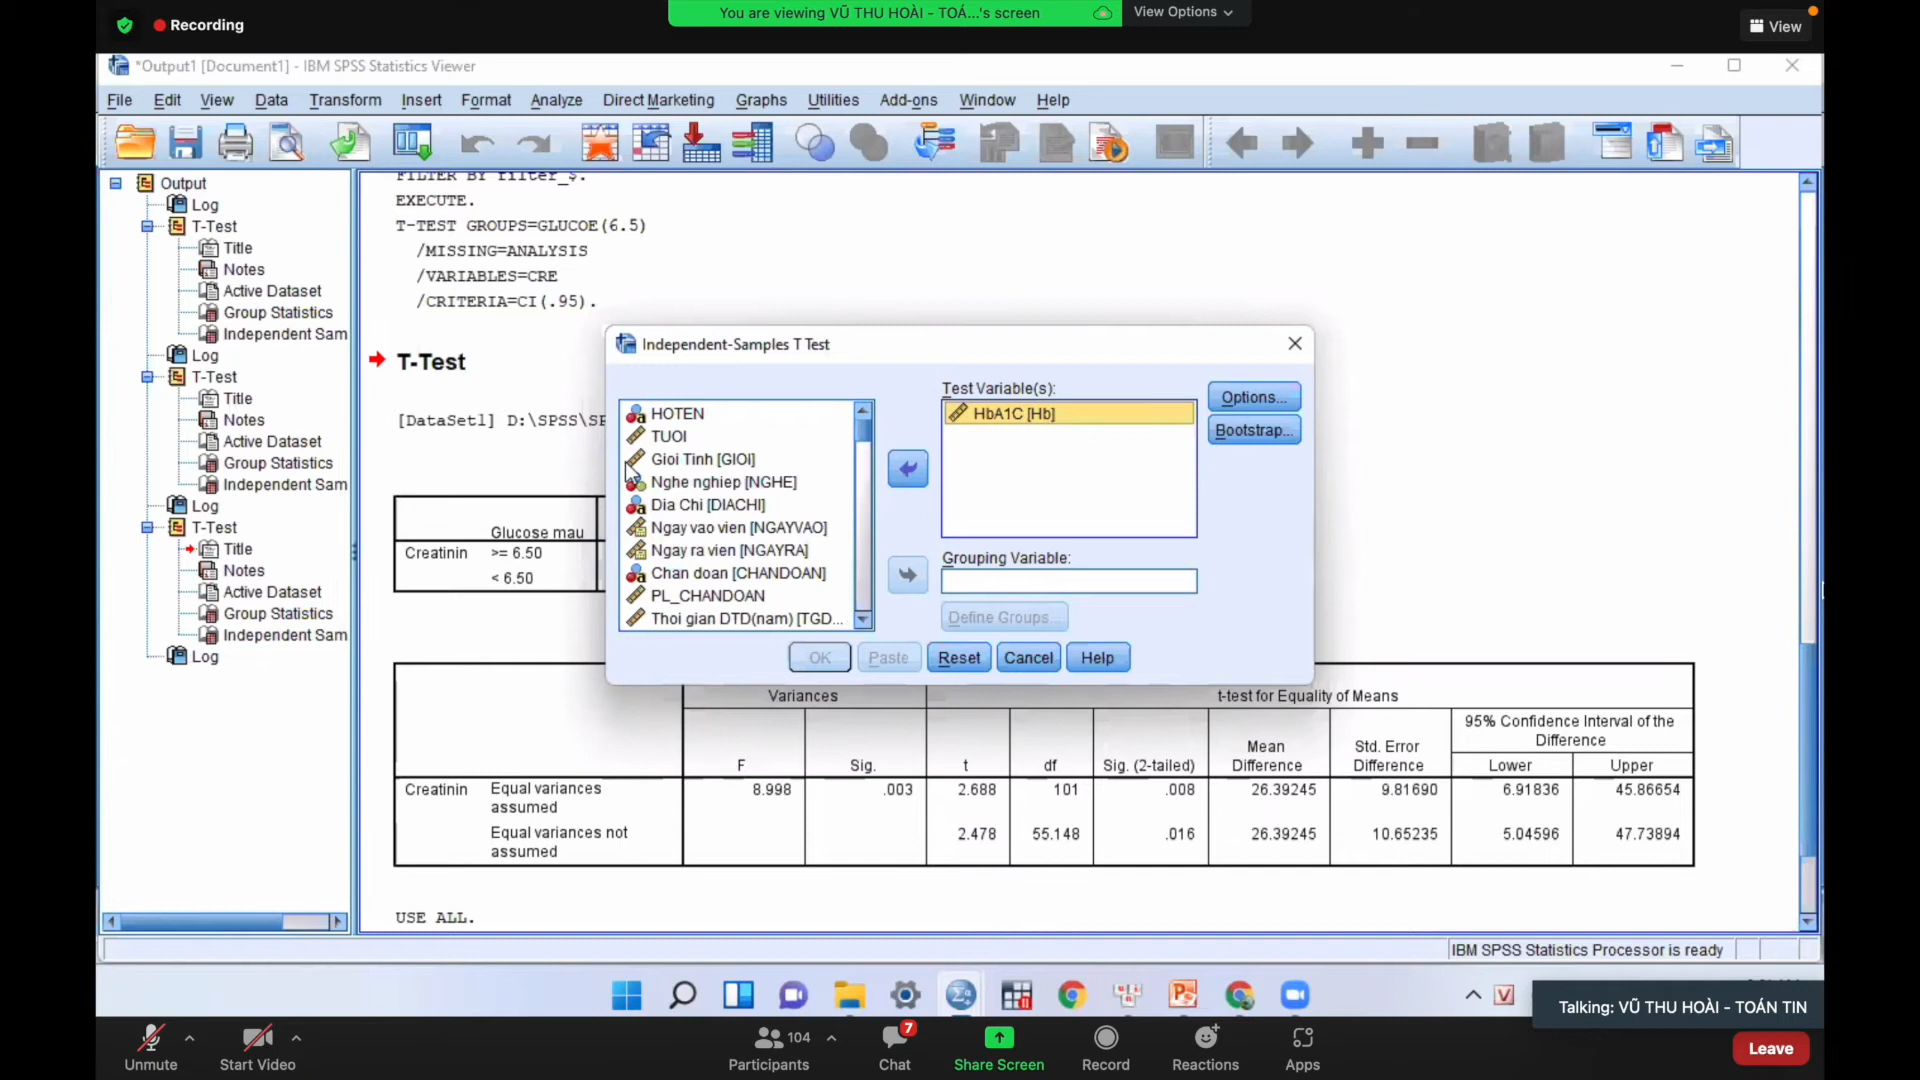 Recording
You are viewing VŨ THU HOÀI - TOÁ...'s screen
View Options
View
*Output1 [Document1] - IBM SPSS Statistics Viewer
File Edit View Data Transform Insert Format Analyze Direct Marketing Graphs Utilities Add-ons Window Help
Output
Log
T-Test
Title
Notes
Active Dataset
Group Statistics
Independent Sam
Log
T-Test
Title
Notes
Active Dataset
Group Statistics
Independent Sam
Log
T-Test
Title
Notes
Active Dataset
Group Statistics
Independent Sam
Log
FILTER BY filter_$.
EXECUTE.
T-TEST GROUPS=GLUCOE(6.5)
/MISSING=ANALYSIS
/VARIABLES=CRE
/CRITERIA=CI(.95).
T-Test
[DataSet1] D:\SPSS\SF
Glucose mau
Creatinin >= 6.50
< 6.50
Independent-Samples T Test
HOTEN
TUOI
Gioi Tinh [GIOI]
Nghe nghiep [NGHE]
Dia Chi [DIACHI]
Ngay vao vien [NGAYVAO]
Ngay ra vien [NGAYRA]
Chan doan [CHANDOAN]
PL_CHANDOAN
Thoi gian DTD(nam) [TGD...
Test Variable(s):
HbA1C [Hb]
Grouping Variable:
Define Groups...
Options...
Bootstrap...
OK Paste Reset Cancel Help
Variances t-test for Equality of Means
95% Confidence Interval of the
Difference
Mean Std. Error
F Sig. t df Sig. (2-tailed) Difference Difference Lower Upper
Creatinin Equal variances 8.998 .003 2.688 101 .008 26.39245 9.81690 6.91836 45.86654
assumed
Equal variances not 2.478 55.148 .016 26.39245 10.65235 5.04596 47.73894
assumed
USE ALL.
IBM SPSS Statistics Processor is ready
Talking: VŨ THU HOÀI - TOÁN TIN
Unmute
Start Video
104
Participants
7
Chat
Share Screen
Record
Reactions
Apps
Leave